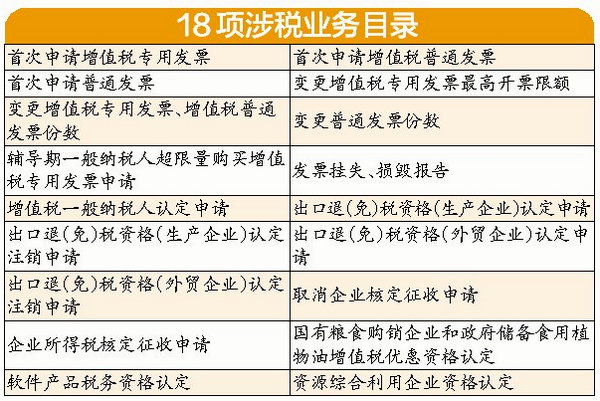 18项涉税业务目录
首次申请增值税专用发票
首次申请增值税普通发票
首次申请普通发票
变更增值税专用发票最高开票限额
变更增值税专用发票、增值税普通
发票份数
变更普通发票份数
辅导期一般纳税人超限量购买增值
税专用发票申请
发票挂失、损毁报告
增值税一般纳税人认定申请
出口退(免)税资格(生产企业)认定申请
出口退(免)税资格(生产企业)认定
注销申请
出口退(免)税资格(外贸企业)认定申
请
出口退(免)税资格(外贸企业)认定
注销申请
取消企业核定征收申请
企业所得税核定征收申请
国有粮食购销企业和政府储备食用植
物油增值税优惠资格认定
软件产品税务资格认定
资源综合利用企业资格认定